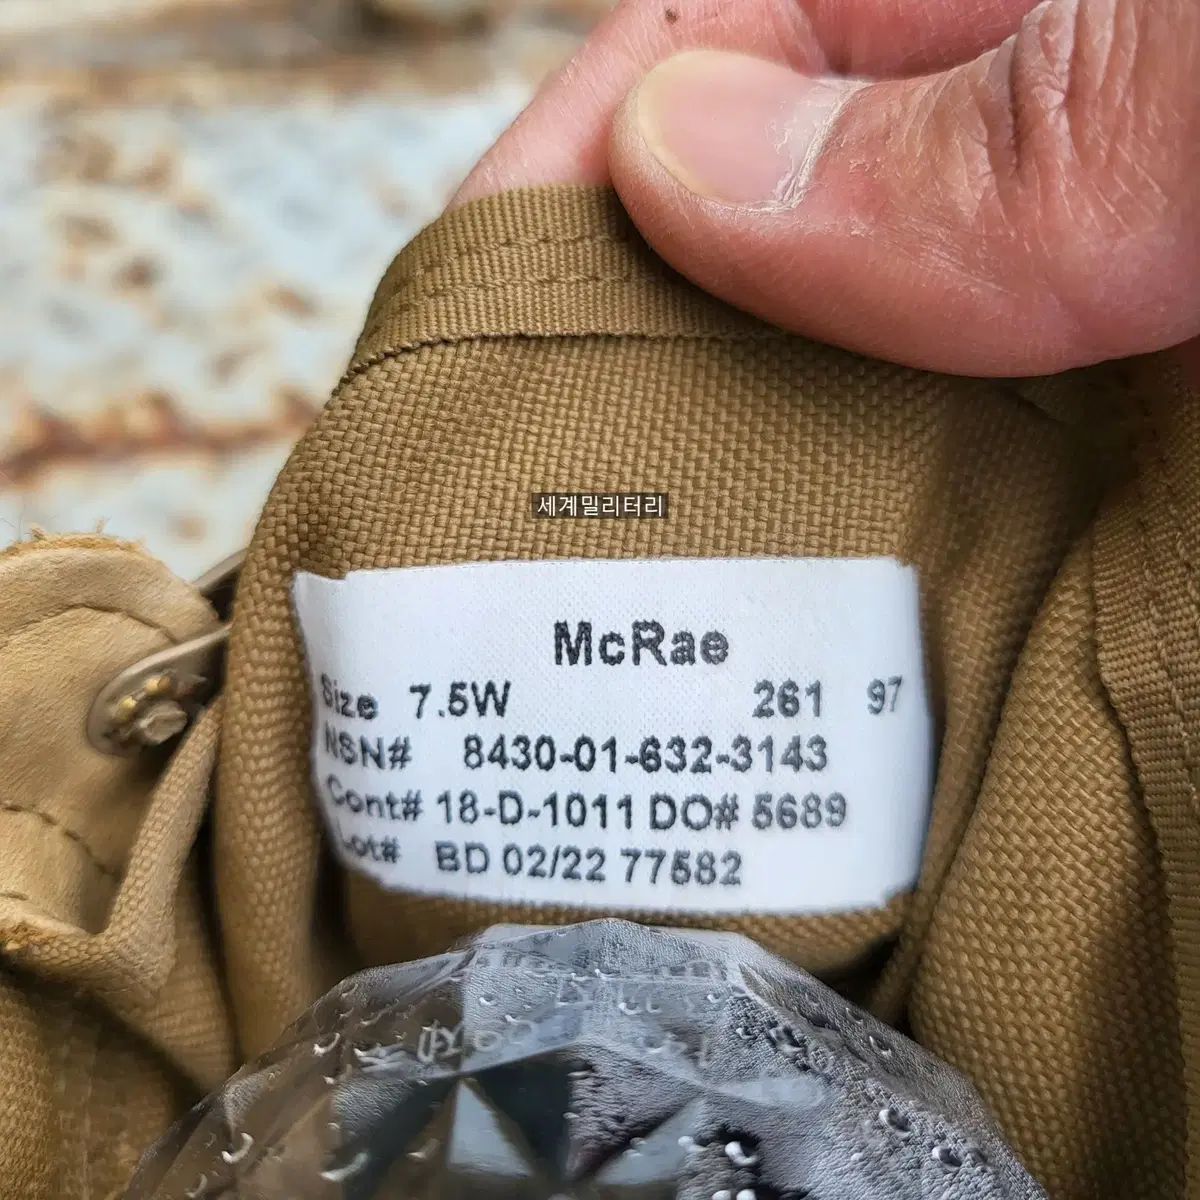 세계밀리터리
McRae
Size 7.5W 261 97
NSN# 8430-01-632-3143
Cont# 18-D-1011 DO# 5689
Lot# BD 02/22 77582